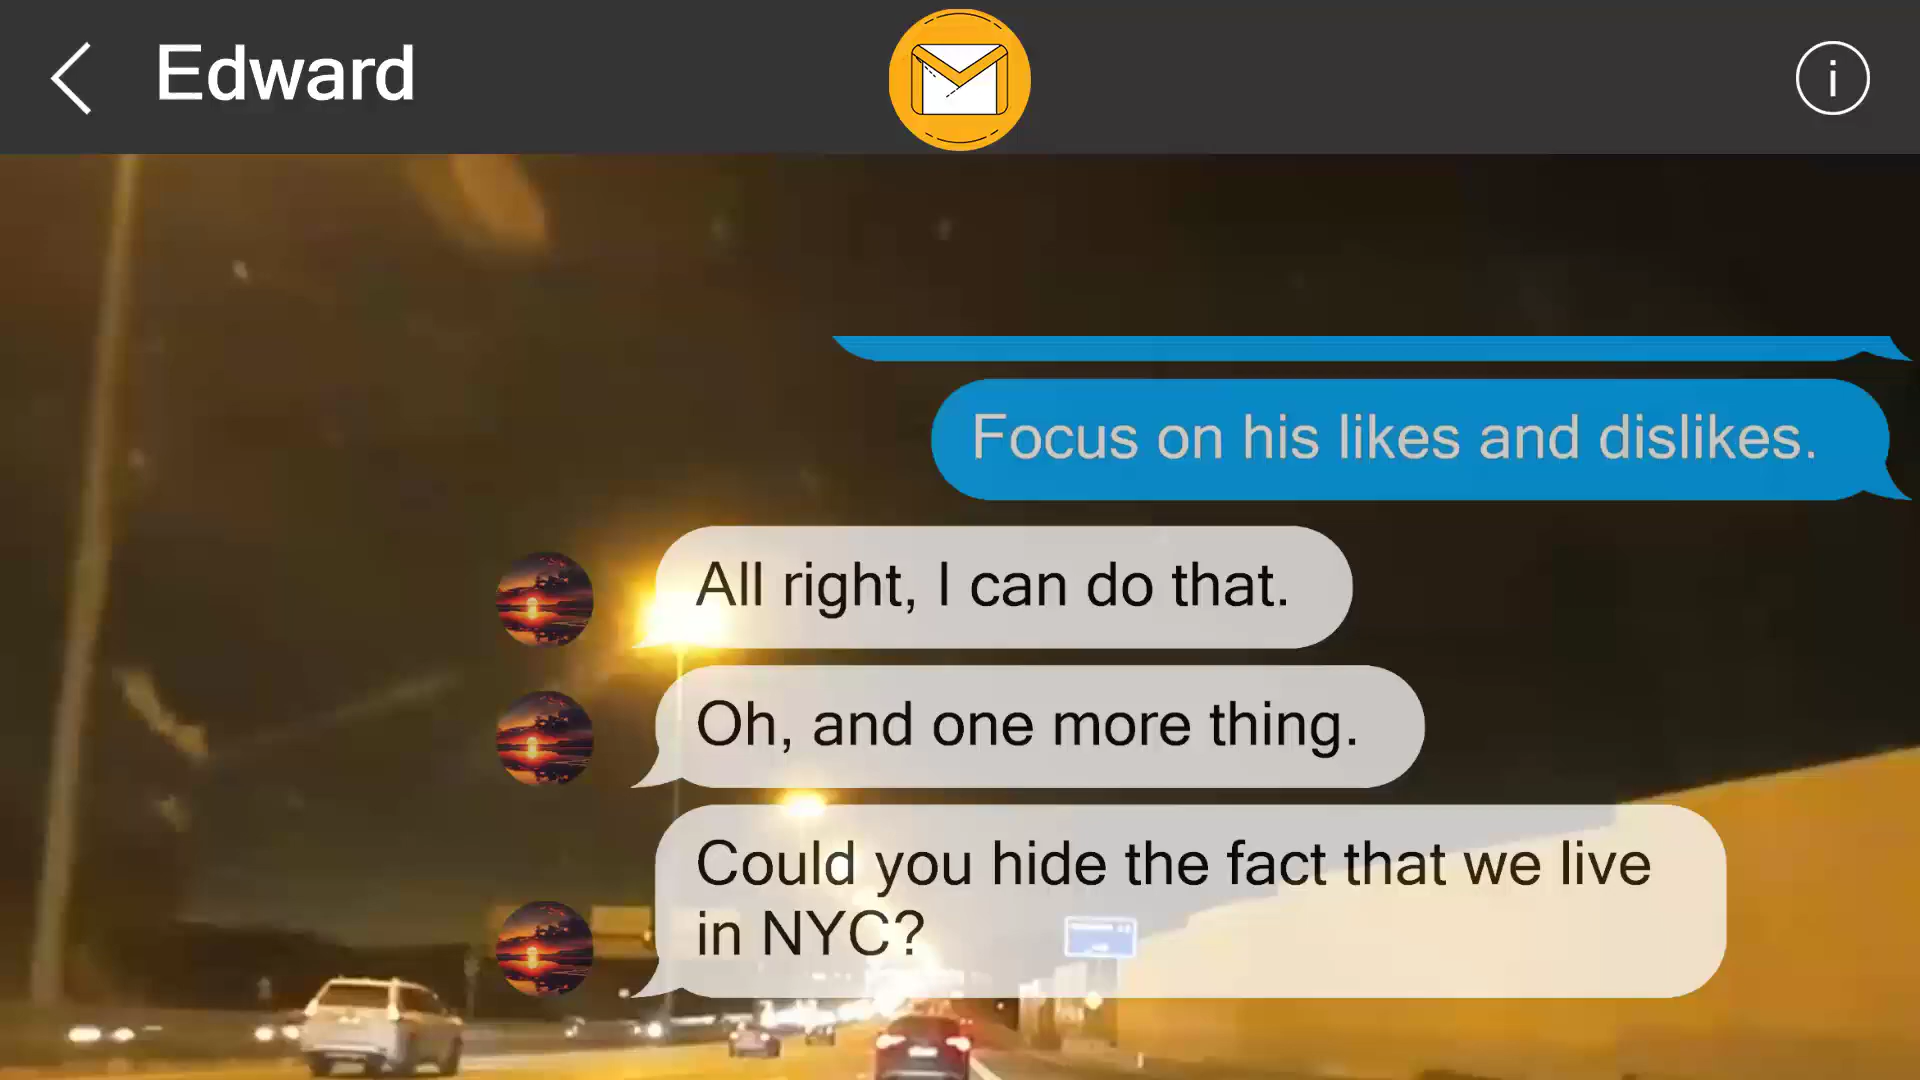 Edward
Focus on his likes and dislikes.
All right, I can do that.
Oh, and one more thing.
Could you hide the fact that we live
in NYC?